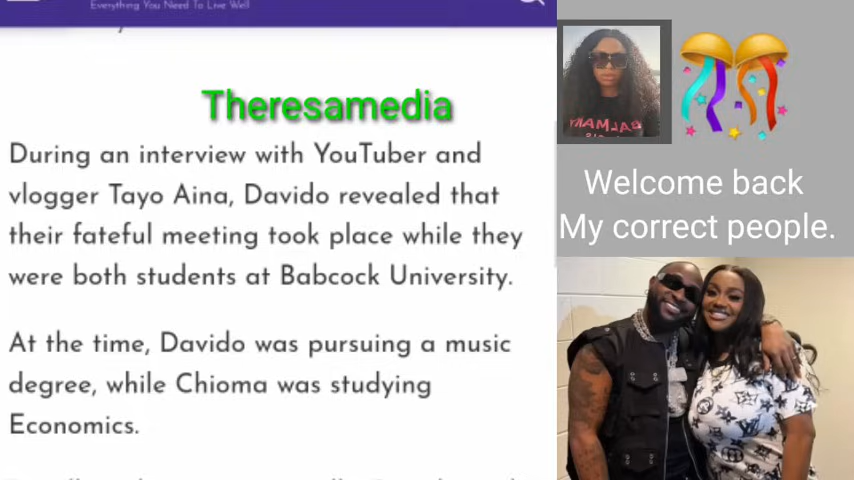 Everything You Need To Live Well
Theresamedia
During an interview with YouTuber and
vlogger Tayo Aina, Davido revealed that
their fateful meeting took place while they
were both students at Babcock University.
At the time, Davido was pursuing a music
degree, while Chioma was studying
Economics.
Welcome back
My correct people.